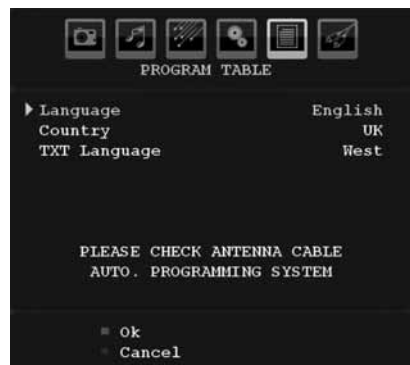 PROGRAM TABLE
Language English
Country UK
TXT Language West
PLEASE CHECK ANTENNA CABLE
AUTO. PROGRAMMING SYSTEM
Ok
Cancel